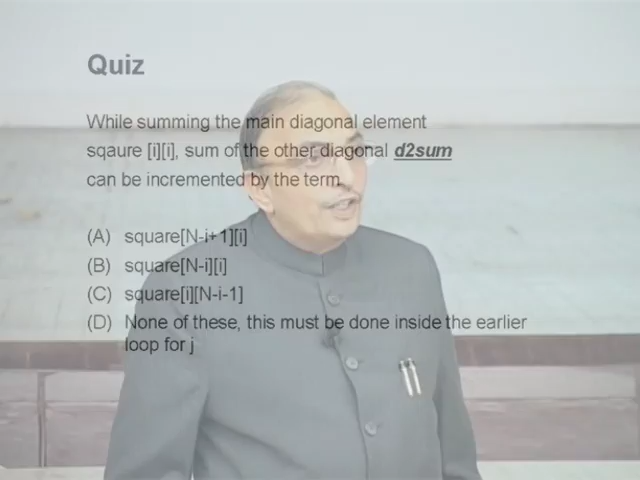 Quiz
While summing the main diagonal element
sqaure [i][i], sum of the other diagonal d2sum
can be incremented by the term
(A) square[N-i+1][i]
(B) square[N-i][i]
(C) square[i][N-i-1]
(D) None of these, this must be done inside the earlier
loop for j